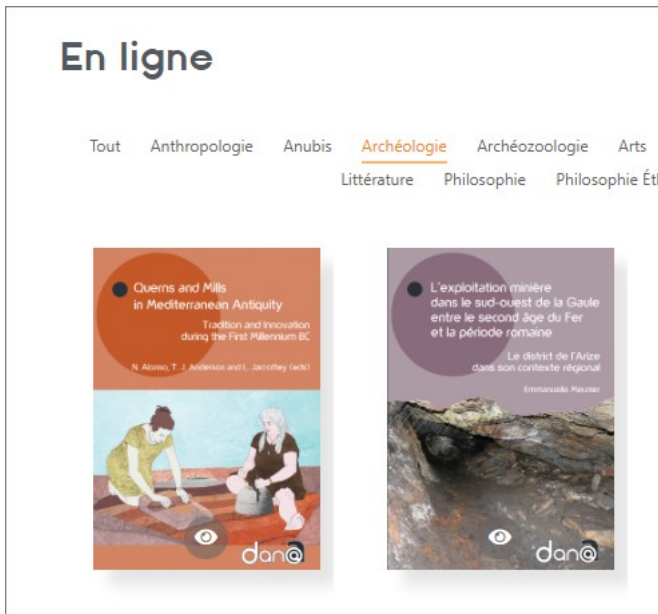 En ligne
Tout Anthropologie Anubis Archéologie Archéozoologie Arts
Littérature Philosophie Philosophie
Querns and Mills
in Mediterranean Antiquity
Tradition and Innovation
during the First Millennium BC
N. Alonso, T. J. Anderson and L. Jaccottey (eds)
dan@
L'exploitation minière
dans le sud-ouest de la Gaule
entre le second âge du Fer
et la période romaine
Le district de l'Arize
dans son contexte régional
Emmanuelle Meunier
dan@